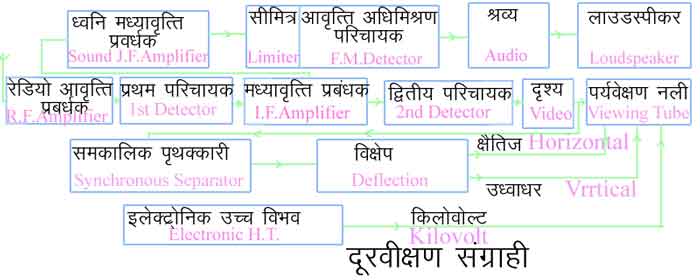 ध्वनि मध्यावृत्ति
प्रवर्धक
Sound J.F.Amplifier
सीमित्र
Limiter
आवृत्ति अधिमिश्रण
परिचायक
F.M.Detector
श्रव्य
Audio
लाउडस्पीकर
Loudspeaker
रेडियो आवृत्ति
प्रबर्धक
R.F.Amplifier
प्रथम परिचायक
1st Detector
मध्यावृत्ति प्रबंधक
I.F.Amplifier
द्वितीय परिचायक
2nd Detector
दृश्य
Video
पर्यवेक्षण नली
Viewing Tube
समकालिक पृथक्कारी
Synchronous Separator
विक्षेप
Deflection
क्षैतिज Horizontal
उध्वाधर Vrrtical
इलेक्ट्रोनिक उच्च विभव
Electronic H.T.
किलोवोल्ट
Kilovolt
दूरवीक्षण संग्राही